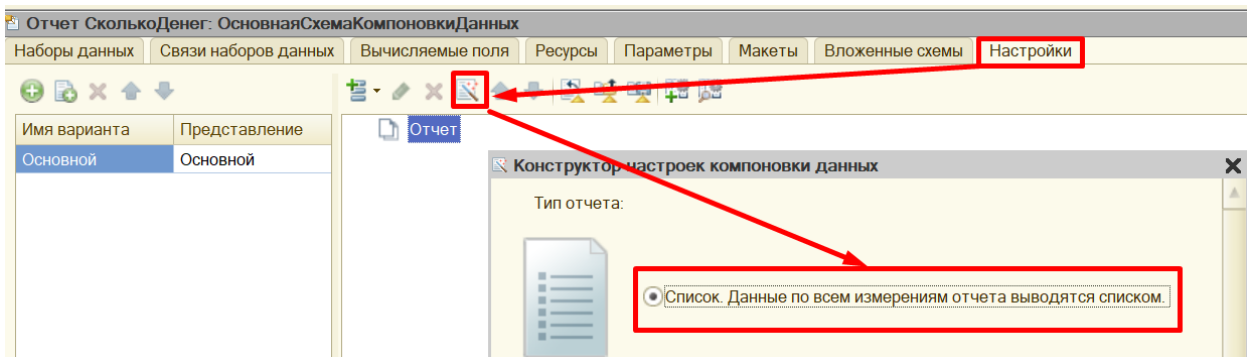 Отчет СколькоДенег: ОсновнаяСхемаКомпоновкиДанных
Наборы данных Связи наборов данных Вычисляемые поля Ресурсы Параметры Макеты Вложенные схемы Настройки
Имя варианта Представление
Отчет
Основной Основной
Конструктор настроек компоновки данных
Тип отчета:
Список. Данные по всем измерениям отчета выводятся списком.